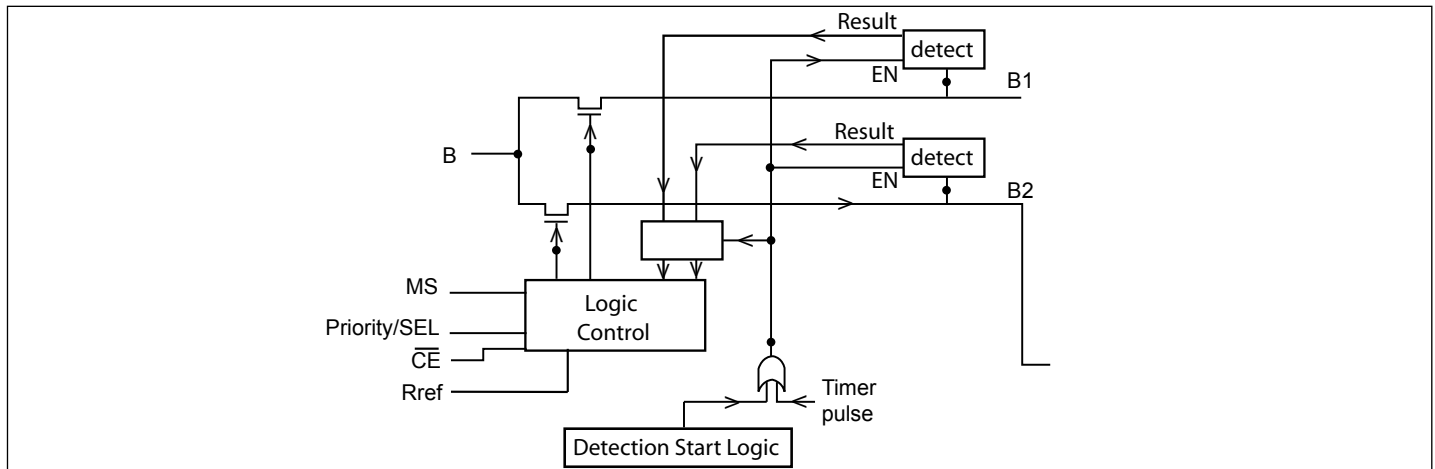 Result
detect
EN
B1
Result
B
detect
EN
B2
MS
Logic
Control
Priority/SEL
CE
Rref
Timer
pulse
Detection Start Logic